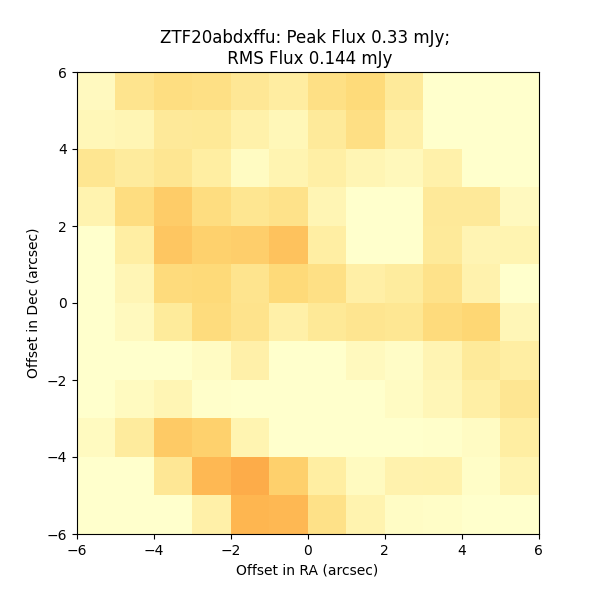 ZTF20abdxffu: Peak Flux 0.33 mJy;
RMS Flux 0.144 mJy
6
4
2
0
−2
−4
−6
Offset in Dec (arcsec)
−6 −4 −2 0 2 4 6
Offset in RA (arcsec)